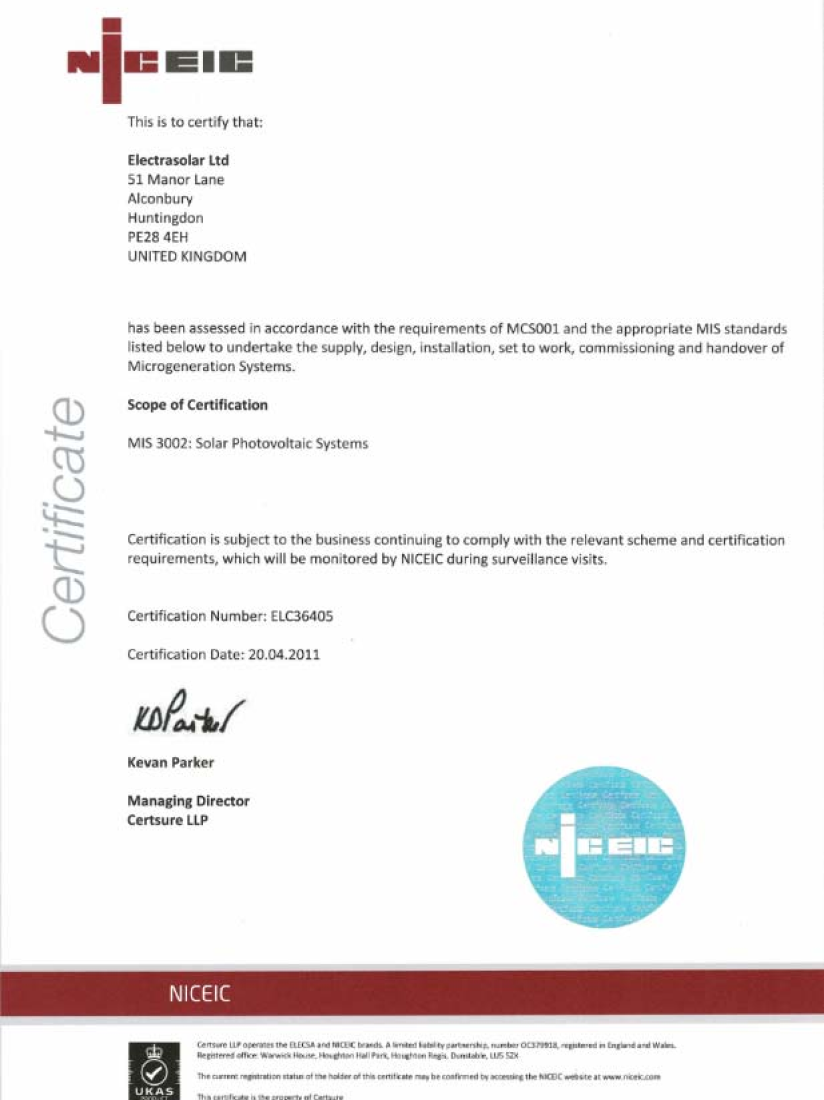 NICEIC
This is to certify that:
Electrasolar Ltd
51 Manor Lane
Alconbury
Huntingdon
PE28 4EH
UNITED KINGDOM
has been assessed in accordance with the requirements of MCS001 and the appropriate MIS standards
listed below to undertake the supply, design, installation, set to work, commissioning and handover of
Microgeneration Systems.
Scope of Certification
MIS 3002: Solar Photovoltaic Systems
Certificate
Certification is subject to the business continuing to comply with the relevant scheme and certification
requirements, which will be monitored by NICEIC during surveillance visits.
Certification Number: ELC36405
Certification Date: 20.04.2011
KDParker
Kevan Parker
Managing Director
Certsure LLP
NICEIC
NICEIC
Certsure LLP operates the ELECSA and NICEIC brands. A limited liability partnership, number OC379918, registered in England and Wales.
Registered office: Warwick House, Houghton Hall Park, Houghton Regis, Dunstable, LU5 5ZX
The current registration status of the holder of this certificate may be confirmed by accessing the NICEIC website at www.niceic.com
This certificate is the property of Certsure
UKAS